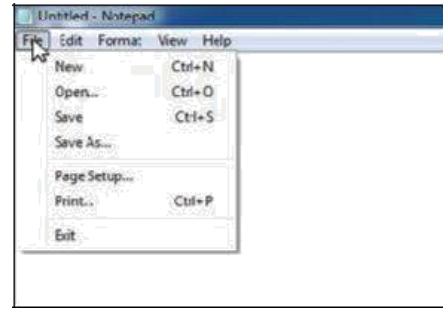 Untitled - Notepad
File Edit Format View Help
New Ctrl+N
Open... Ctrl+O
Save Ctrl+S
Save As...
Page Setup...
Print... Ctrl+P
Exit